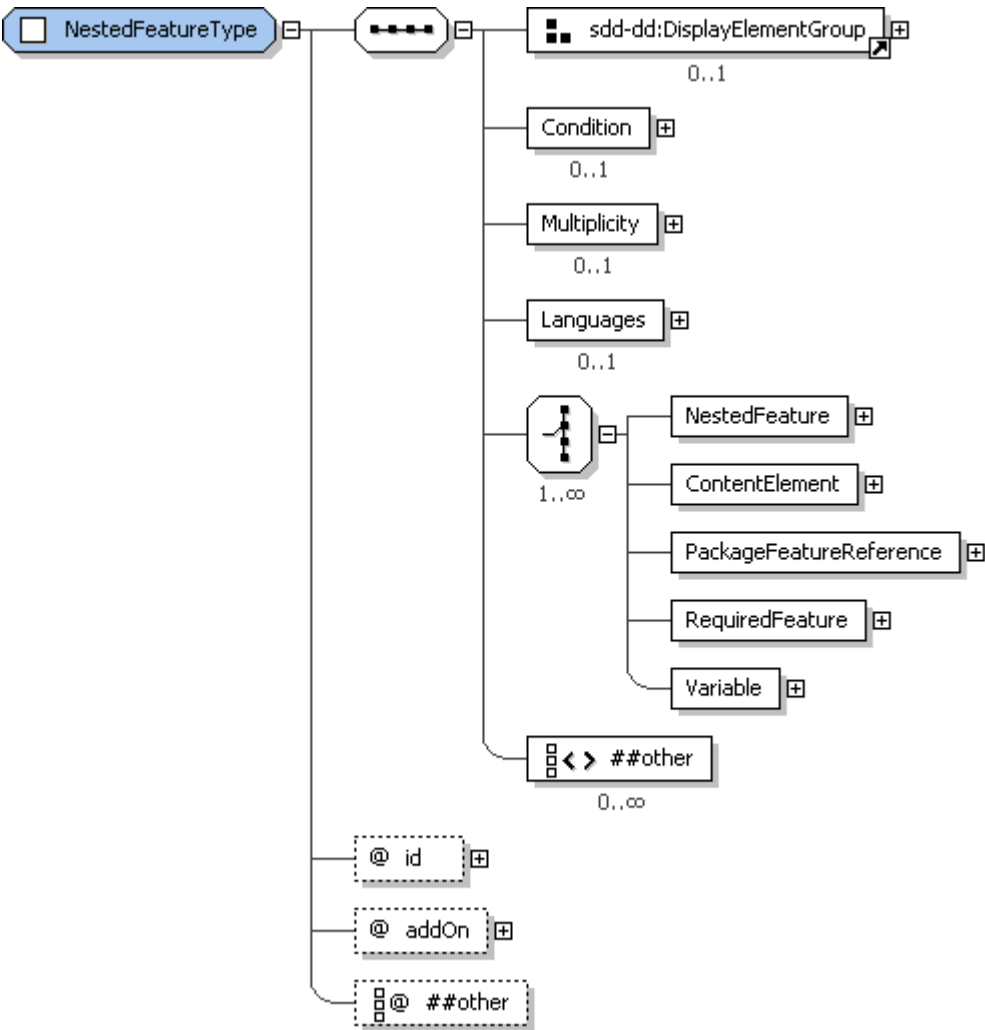 NestedFeatureType
sdd-dd:DisplayElementGroup
0..1
Condition
0..1
Multiplicity
0..1
Languages
0..1
1..∞
NestedFeature
ContentElement
PackageFeatureReference
RequiredFeature
Variable
##other
0..∞
@ id
@ addOn
@ ##other